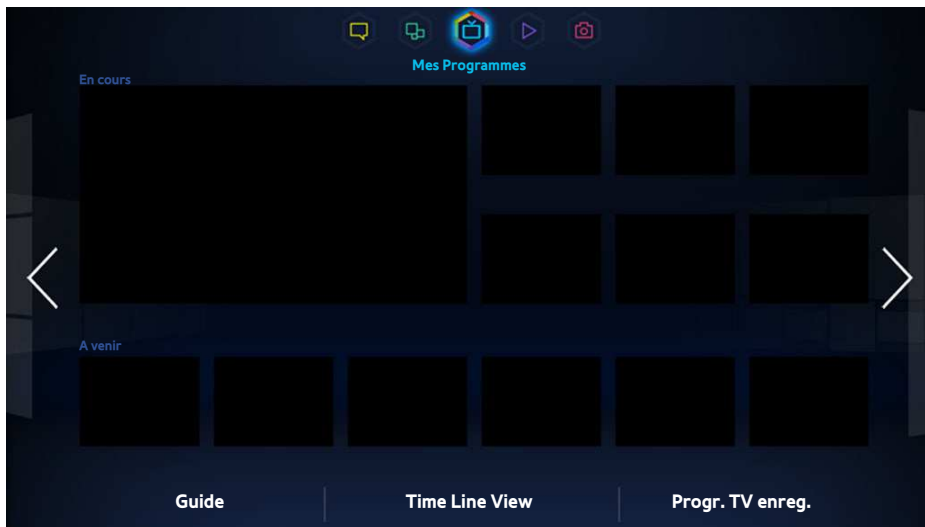 Mes Programmes
En cours
A venir
Guide
Time Line View
Progr. TV enreg.